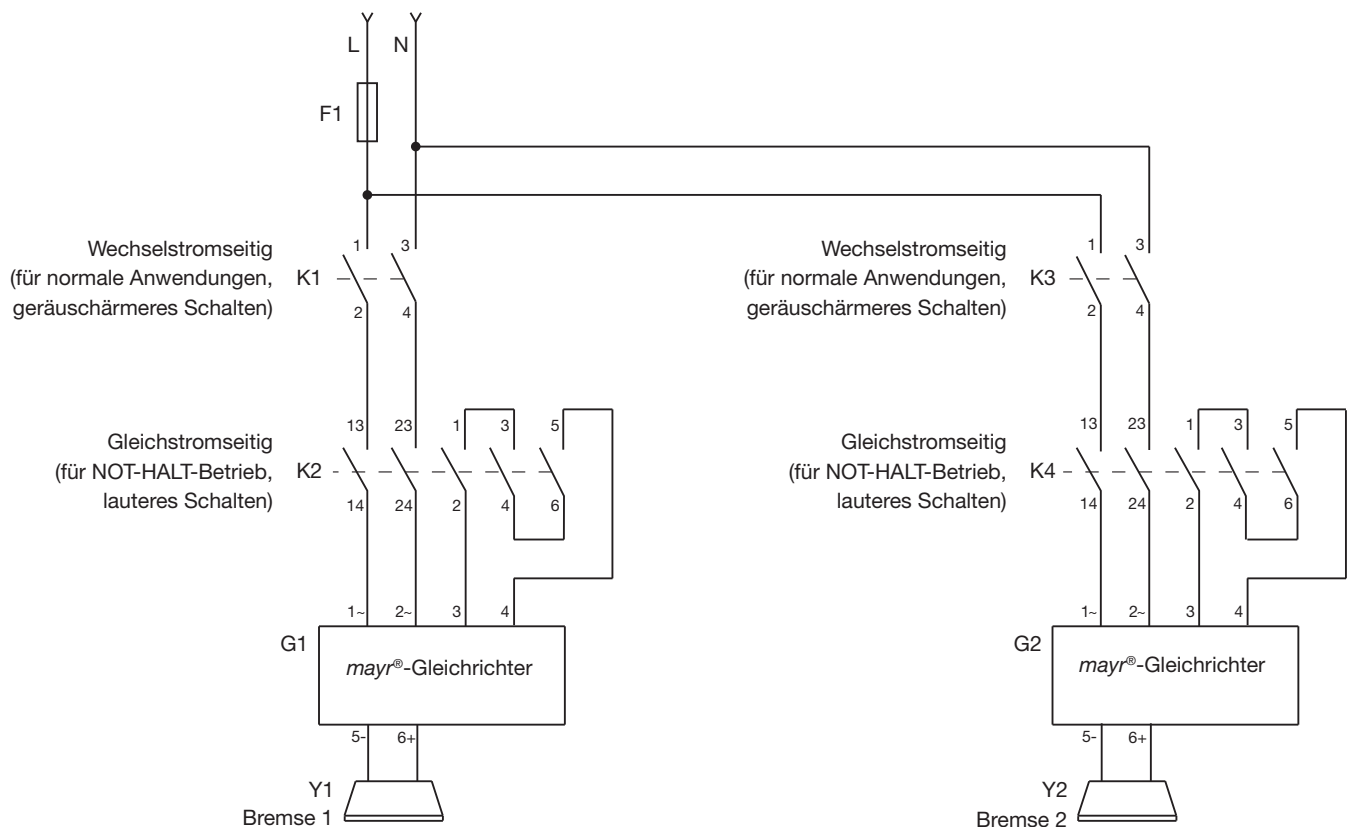 L N
F1
Wechselstromseitig
(für normale Anwendungen,
geräuschärmeres Schalten)
K1
1 3
2 4
Wechselstromseitig
(für normale Anwendungen,
geräuschärmeres Schalten)
K3
1 3
2 4
Gleichstromseitig
(für NOT-HALT-Betrieb,
lauteres Schalten)
K2
13 23 1 3 5
14 24 2 4 6
Gleichstromseitig
(für NOT-HALT-Betrieb,
lauteres Schalten)
K4
13 23 1 3 5
14 24 2 4 6
1~ 2~ 3 4
G1
mayr®-Gleichrichter
5- 6+
Y1
Bremse 1
1~ 2~ 3 4
G2
mayr®-Gleichrichter
5- 6+
Y2
Bremse 2